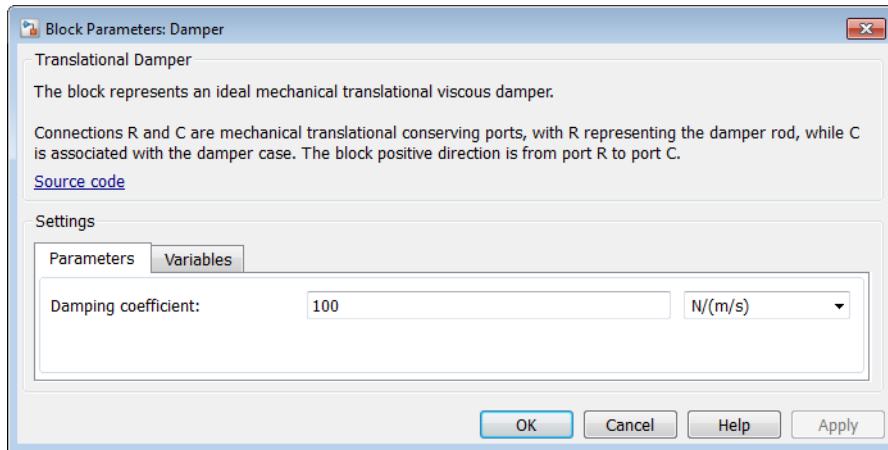 Block Parameters: Damper
Translational Damper
The block represents an ideal mechanical translational viscous damper.
Connections R and C are mechanical translational conserving ports, with R representing the damper rod, while C
is associated with the damper case. The block positive direction is from port R to port C.
Source code
Settings
Parameters Variables
Damping coefficient: 100 N/(m/s)
OK Cancel Help Apply